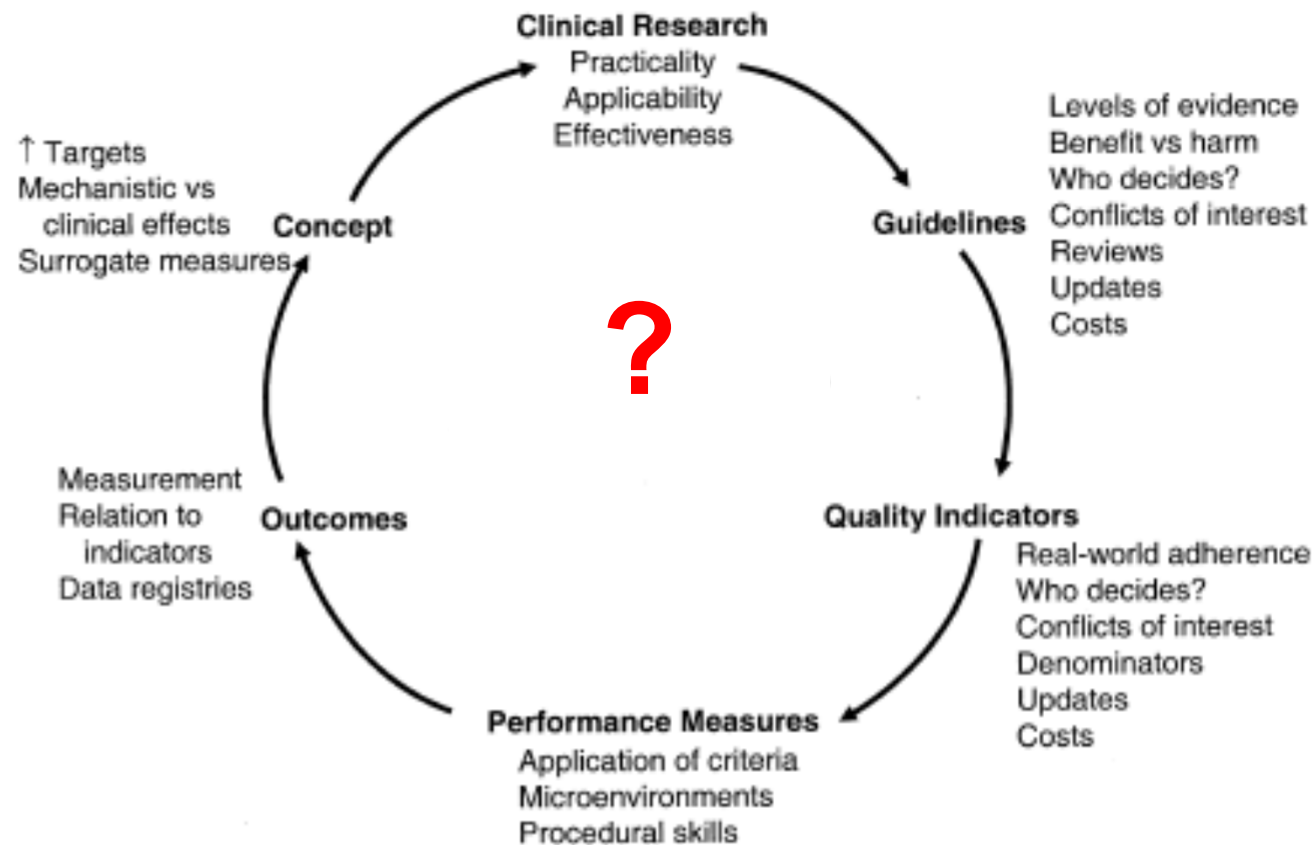 Clinical Research
Practicality
Applicability
Effectiveness
Levels of evidence
Benefit vs harm
Who decides?
Conflicts of interest
Reviews
Updates
Costs
Guidelines
↑ Targets
Mechanistic vs
clinical effects
Surrogate measures
Concept
?
Measurement
Relation to
indicators
Data registries
Outcomes
Quality Indicators
Real-world adherence
Who decides?
Conflicts of interest
Denominators
Updates
Costs
Performance Measures
Application of criteria
Microenvironments
Procedural skills